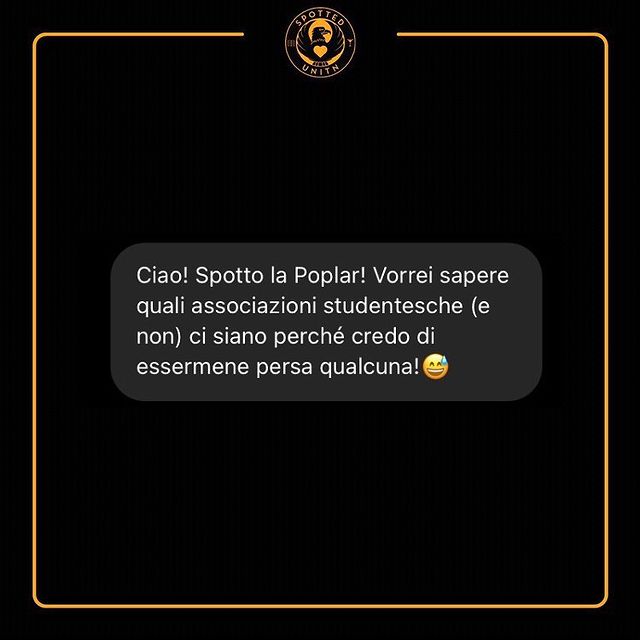 SPOTTED
UNITN
Ciao! Spotto la Poplar! Vorrei sapere
quali associazioni studentesche (e
non) ci siano perché credo di
essermene persa qualcuna!😅